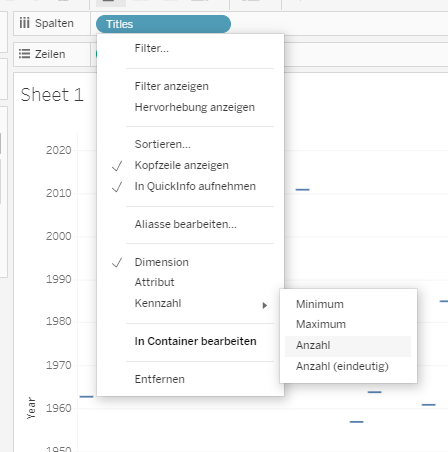 Spalten
Titles
Zeilen
Sheet 1
Filter...
Filter anzeigen
Hervorhebung anzeigen
Sortieren...
Kopfzeile anzeigen
In QuickInfo aufnehmen
Aliasse bearbeiten...
Dimension
Attribut
Kennzahl
In Container bearbeiten
Entfernen
Minimum
Maximum
Anzahl
Anzahl (eindeutig)
2020
2010
2000
1990
1980
1970
1960
1950
Year